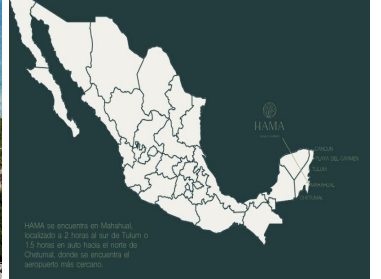 HAMA
CANCUN
PLAYA DEL CARMEN
TULUM
MAHAHUAL
CHETUMAL
HAMA se encuentra en Mahahual,
localizado a 2 horas al sur de Tulum o
1.5 horas en auto hacia el norte de
Chetumal, donde se encuentra el
aeropuerto más cercano.